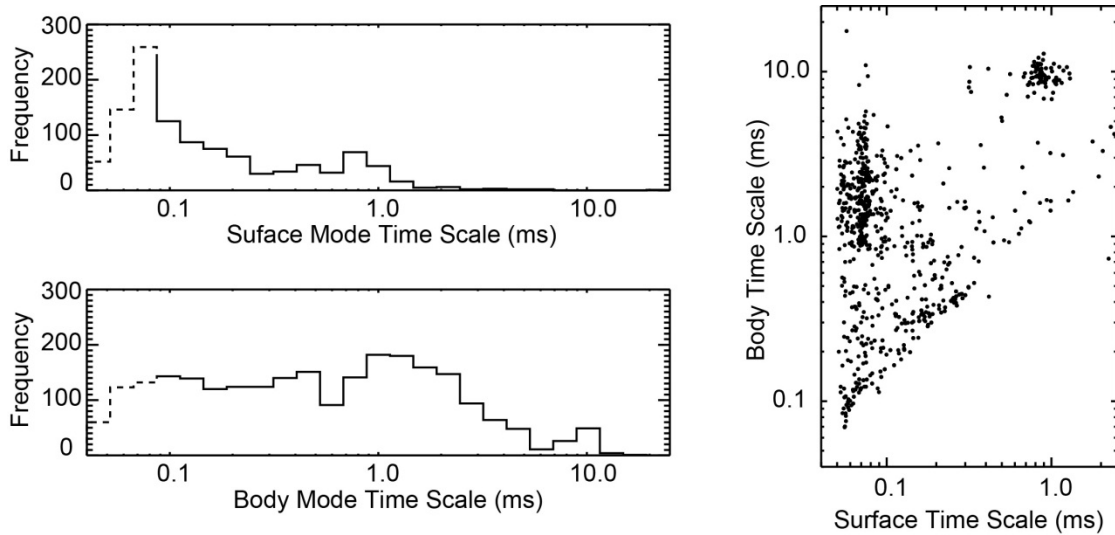 300
200
100
0
Frequency
0.1 1.0 10.0
Suface Mode Time Scale (ms)
300
200
100
0
Frequency
0.1 1.0 10.0
Body Mode Time Scale (ms)
10.0
1.0
0.1
Body Time Scale (ms)
0.1 1.0
Surface Time Scale (ms)